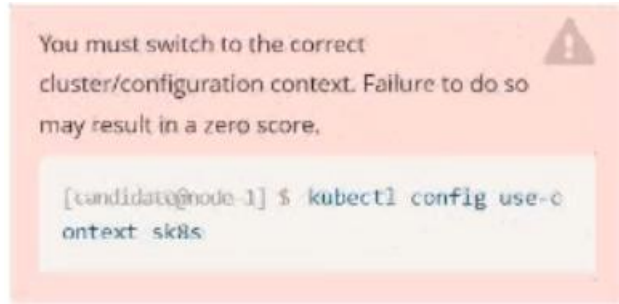 You must switch to the correct
cluster/configuration context. Failure to do so
may result in a zero score.
[candidate@node-1] $ kubectl config use-c
ontext sk8s